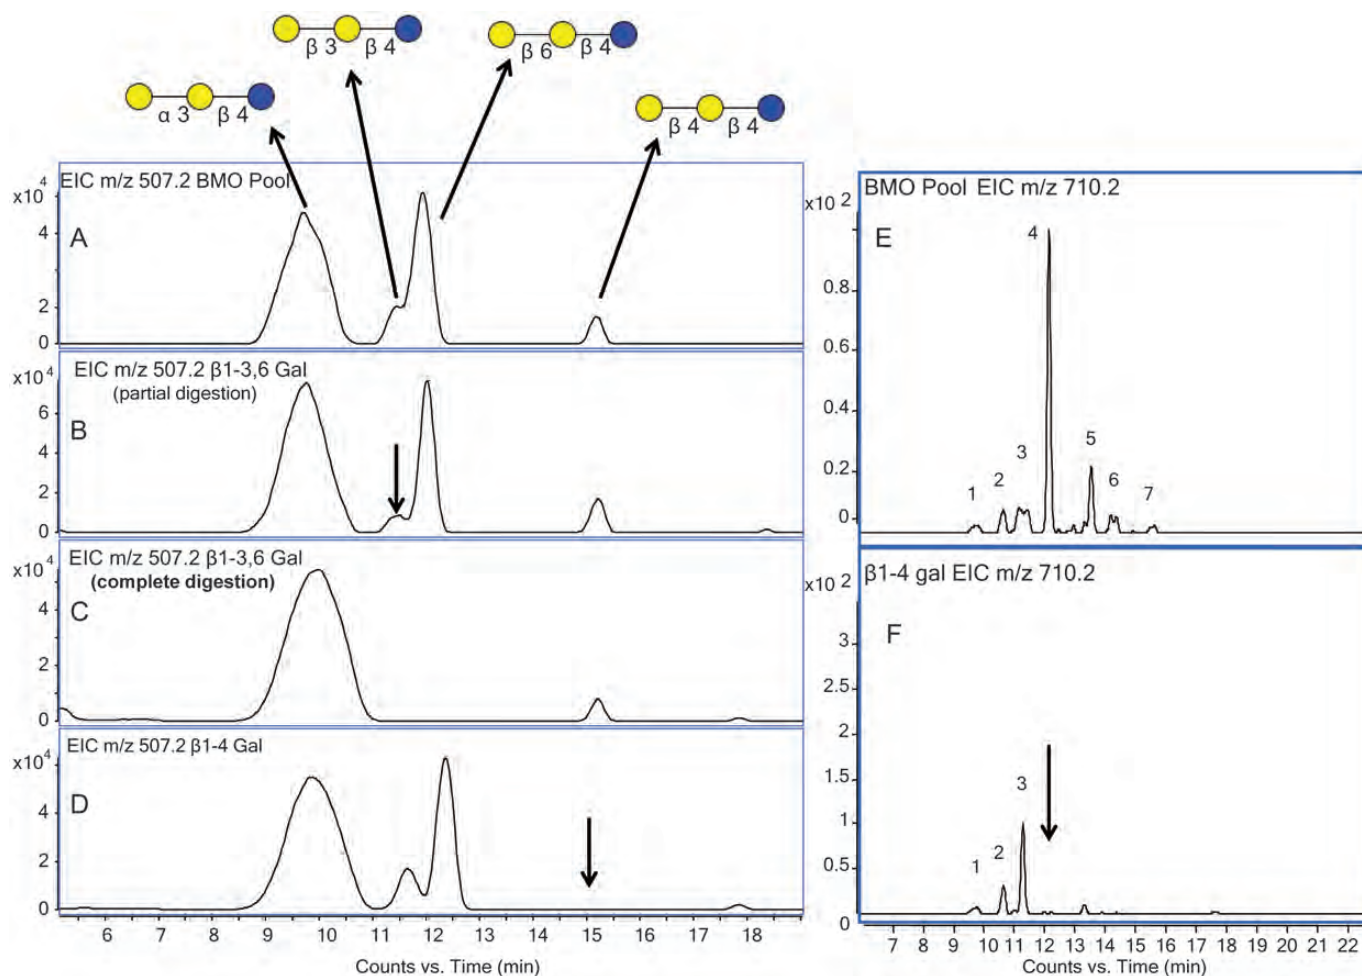 β 3 β 4
β 6 β 4
α 3 β 4
β 4 β 4
EIC m/z 507.2 BMO Pool
x10 4
4
2
0
A
EIC m/z 507.2 β1-3,6 Gal
(partial digestion)
x10 4
6
4
2
0
B
EIC m/z 507.2 β1-3,6 Gal
(complete digestion)
x10 4
4
2
0
C
EIC m/z 507.2 β1-4 Gal
x10 4
4
2
0
D
6 7 8 9 10 11 12 13 14 15 16 17 18
Counts vs. Time (min)
BMO Pool EIC m/z 710.2
x10 2
E
0.8
0.6
0.4
0.2
0
1 2 3 4 5 6 7
β1-4 gal EIC m/z 710.2
x10 2
F
3
2.5
2
1.5
1
0.5
0
1 2 3
7 8 9 10 11 12 13 14 15 16 17 18 19 20 21 22
Counts vs. Time (min)